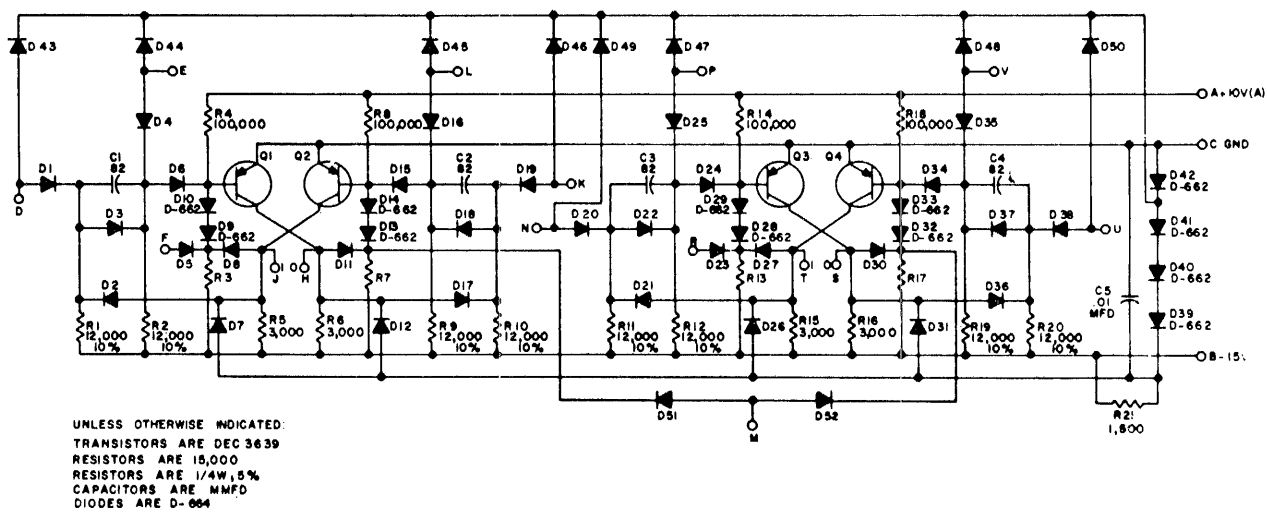 D43
D44
D45
D46
D49
D47
D48
D50
E
L
P
V
A+10V(A)
R4
100,000
R8
100,000
R14
100,000
R18
100,000
D4
D16
D25
D35
C GND
D1
C1
82
D6
Q1
Q2
D15
C2
82
D19
K
C3
82
D24
Q3
Q4
D34
C4
82
D42
D-662
D
D3
D10
D-662
D14
D-662
D18
N
D20
D22
D29
D-662
D33
D-662
D37
D38
U
D41
D-662
F
D5
D9
D-662
D8
D13
D-662
D11
1
J
0
H
R
D23
D28
D-662
D27
D32
D-662
D30
1
T
0
S
D40
D-662
R3
R7
R13
R17
D2
D17
D21
D36
C5
.01
MFD
D39
D-662
R1
12,000
10%
R2
12,000
10%
D7
R5
3,000
R6
3,000
D12
R9
12,000
10%
R10
12,000
10%
R11
12,000
10%
R12
12,000
10%
D26
R15
3,000
R16
3,000
D31
R19
12,000
10%
R20
12,000
10%
D51
M
D52
R21
UNLESS OTHERWISE INDICATED:
TRANSISTORS ARE DEC 3639
RESISTORS ARE 15,000
RESISTORS ARE 1/4W, 5%
CAPACITORS ARE MMFD
DIODES ARE D-664